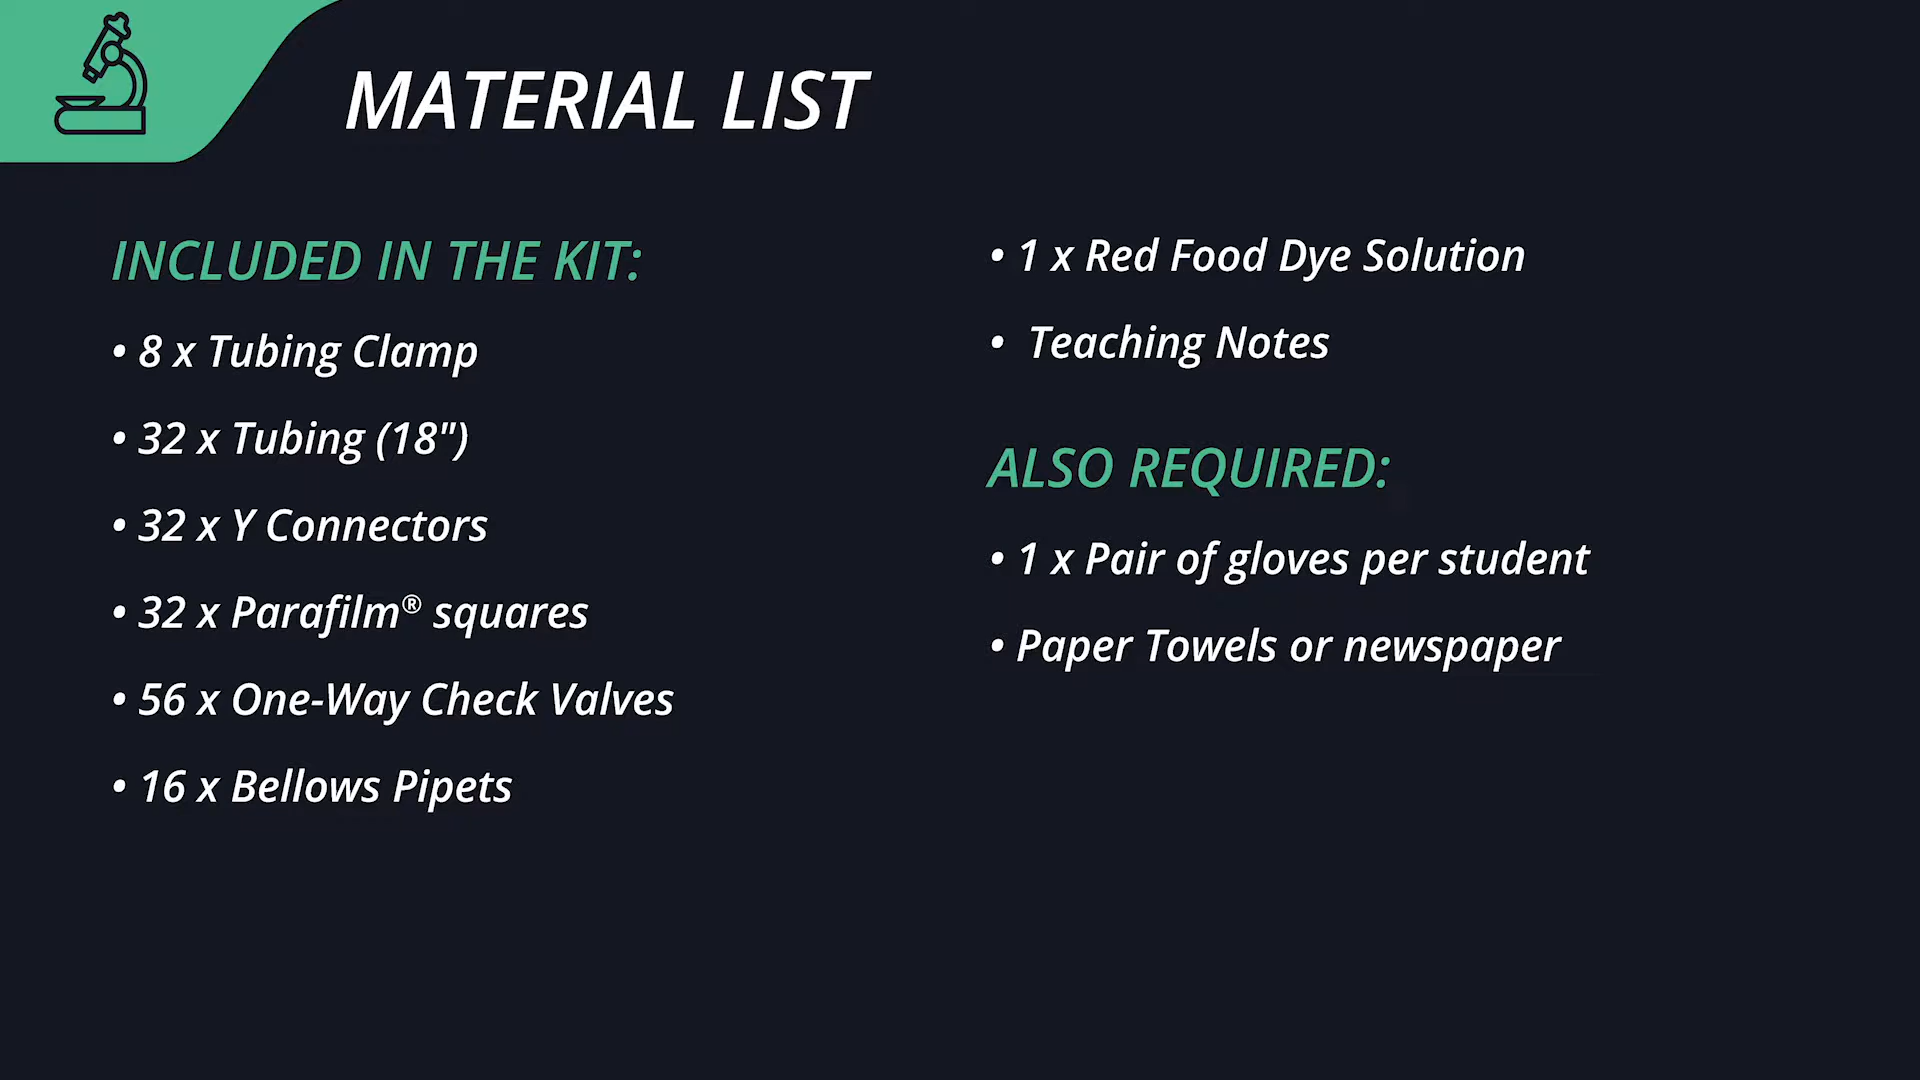 MATERIAL LIST
INCLUDED IN THE KIT:
• 8 x Tubing Clamp
• 32 x Tubing (18")
• 32 x Y Connectors
• 32 x Parafilm® squares
• 56 x One-Way Check Valves
• 16 x Bellows Pipets
• 1 x Red Food Dye Solution
• Teaching Notes
ALSO REQUIRED:
• 1 x Pair of gloves per student
• Paper Towels or newspaper